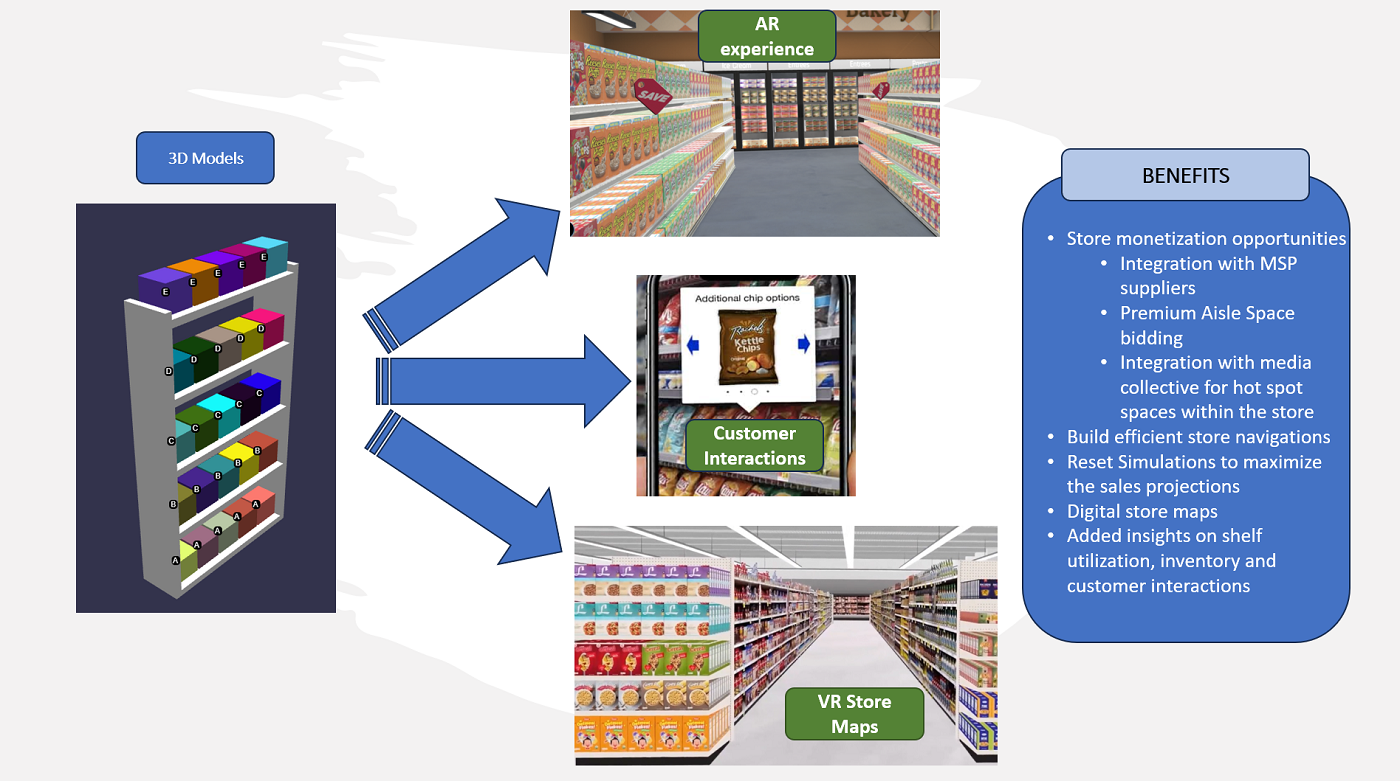 AR
experience
Bakery
SAVE
3D Models
E
E
E
E
E
D
D
D
D
D
C
C
C
C
C
B
B
B
B
B
A
A
A
A
A
Additional chip options
Rachel's
Kettle
Chips
Customer
Interactions
VR Store
Maps
BENEFITS
• Store monetization opportunities
• Integration with MSP
suppliers
• Premium Aisle Space
bidding
• Integration with media
collective for hot spot
spaces within the store
• Build efficient store navigations
• Reset Simulations to maximize
the sales projections
• Digital store maps
• Added insights on shelf
utilization, inventory and
customer interactions